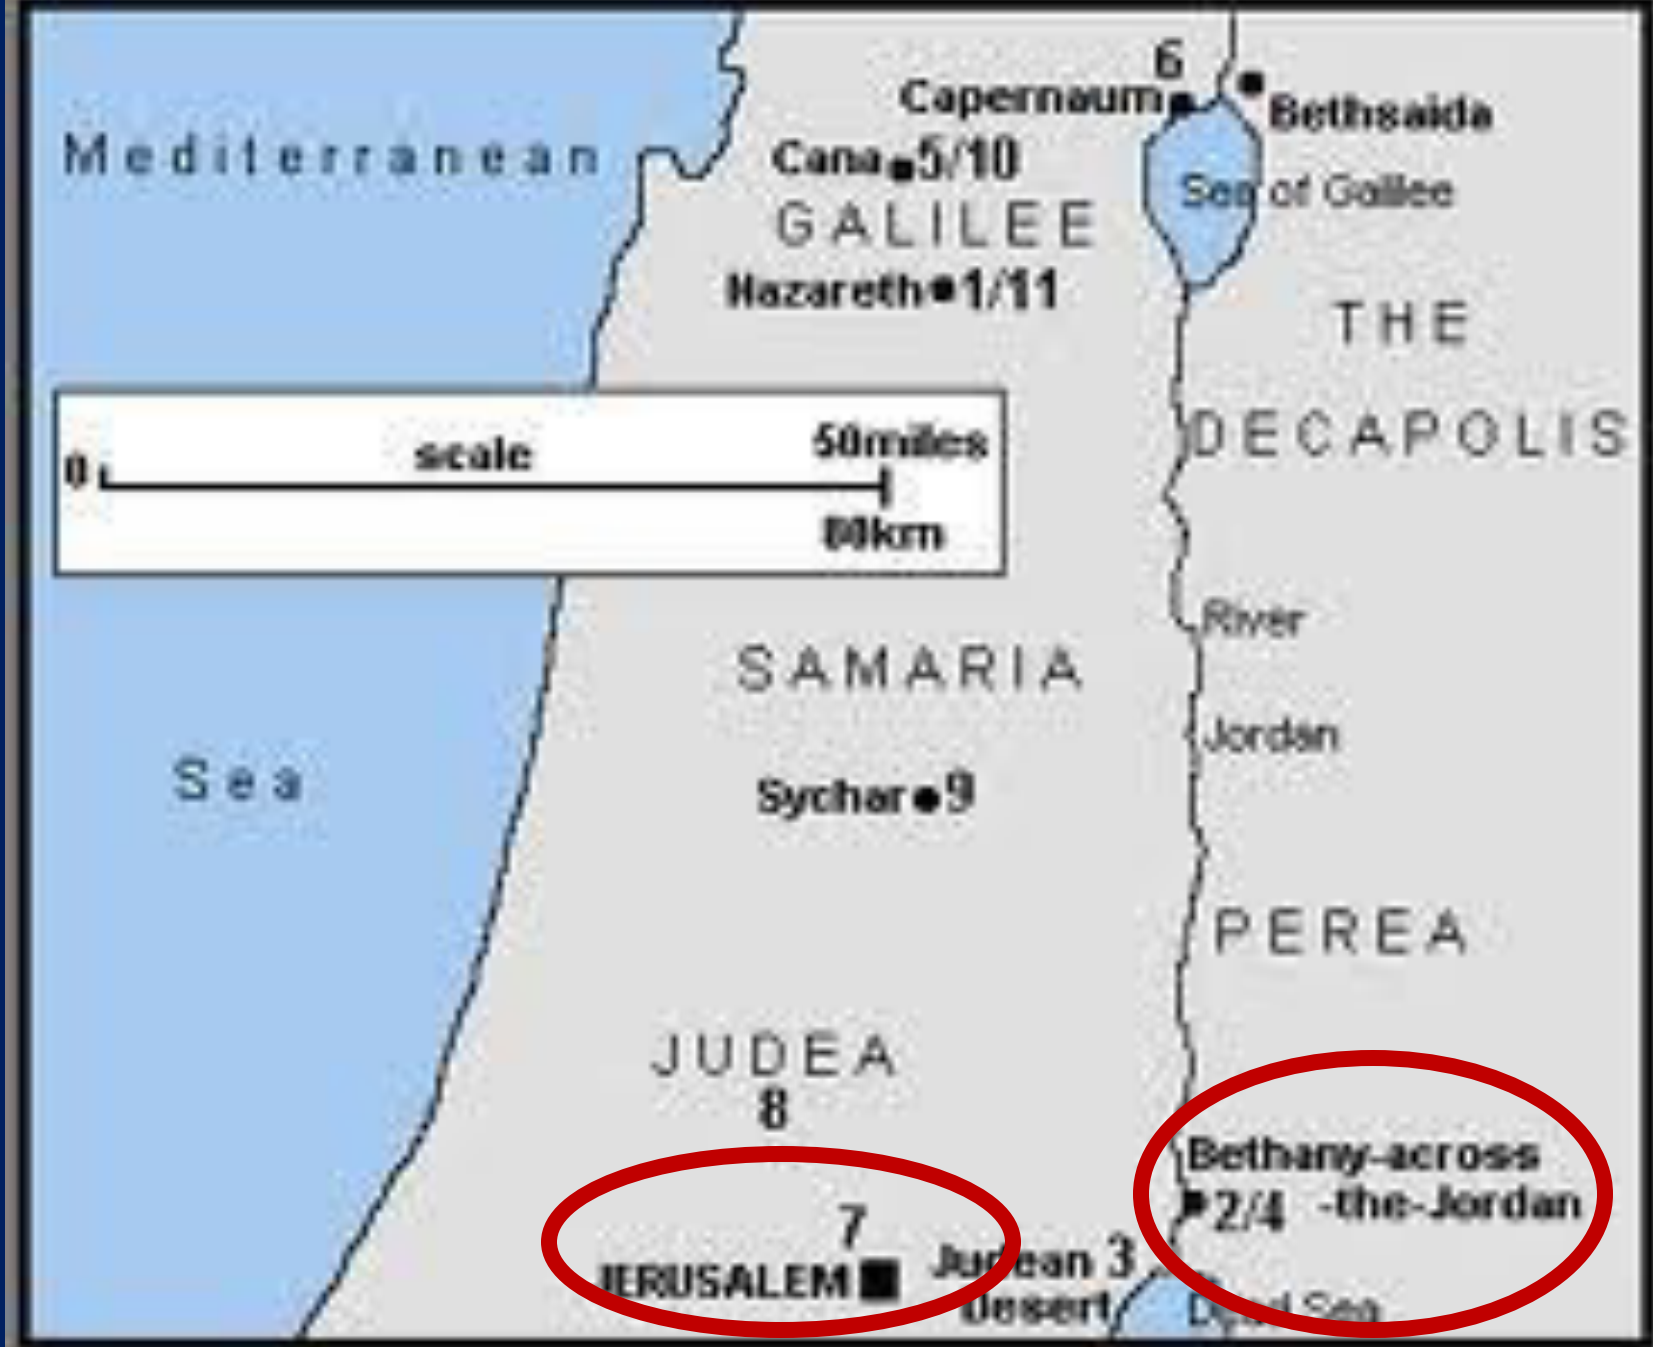 6
Capernaum
Bethsaida
Mediterranean
Cana 5/10
Sea of Galilee
GALILEE
Nazareth 1/11
THE
DECAPOLIS
0 scale 50miles
80km
River
SAMARIA
Jordan
Sea
Sychar 9
PEREA
JUDEA
8
Bethany-across
2/4 -the-Jordan
7
JERUSALEM
Judean 3
Desert
Dead Sea